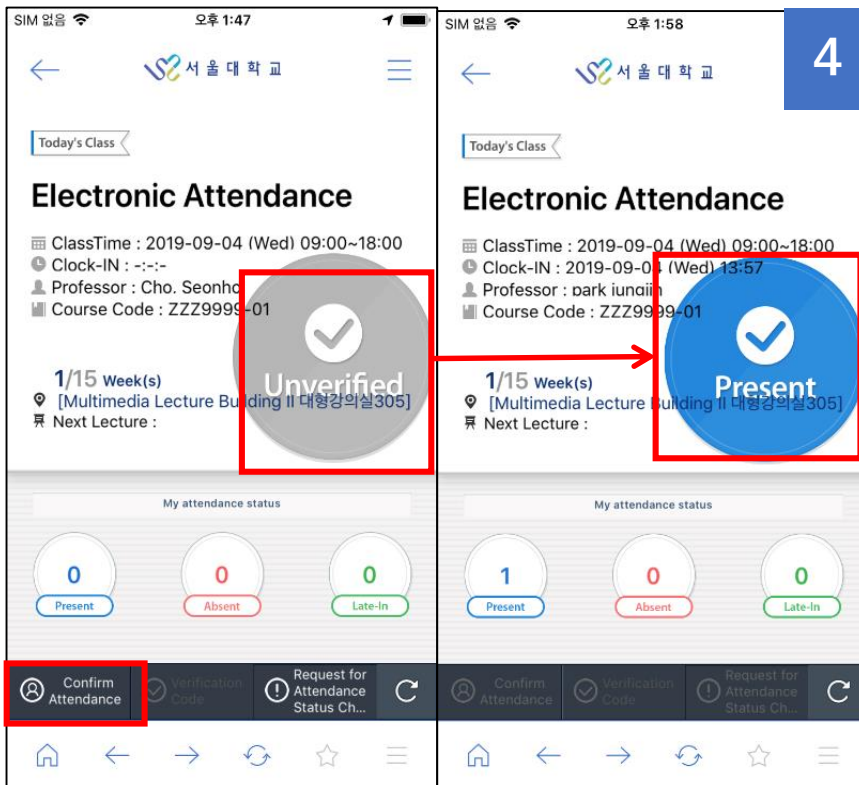 SIM 없음 오후 1:47
서울대학교
Today's Class
Electronic Attendance
ClassTime : 2019-09-04 (Wed) 09:00~18:00
Clock-IN : -:-:-
Professor : Cho. Seonho
Course Code : ZZZ9999-01
Unverified
1/15 Week(s)
[Multimedia Lecture Building II 대형강의실305]
Next Lecture :
My attendance status
0
Present
0
Absent
0
Late-In
Confirm
Attendance
Verification
Code
Request for
Attendance
Status Ch...
SIM 없음 오후 1:58
4
서울대학교
Today's Class
Electronic Attendance
ClassTime : 2019-09-04 (Wed) 09:00~18:00
Clock-IN : 2019-09-04 (Wed) 13:57
Professor : park jungjin
Course Code : ZZZ9999-01
Present
1/15 Week(s)
[Multimedia Lecture Building II 대형강의실305]
Next Lecture :
My attendance status
1
Present
0
Absent
0
Late-In
Confirm
Attendance
Verification
Code
Request for
Attendance
Status Ch...